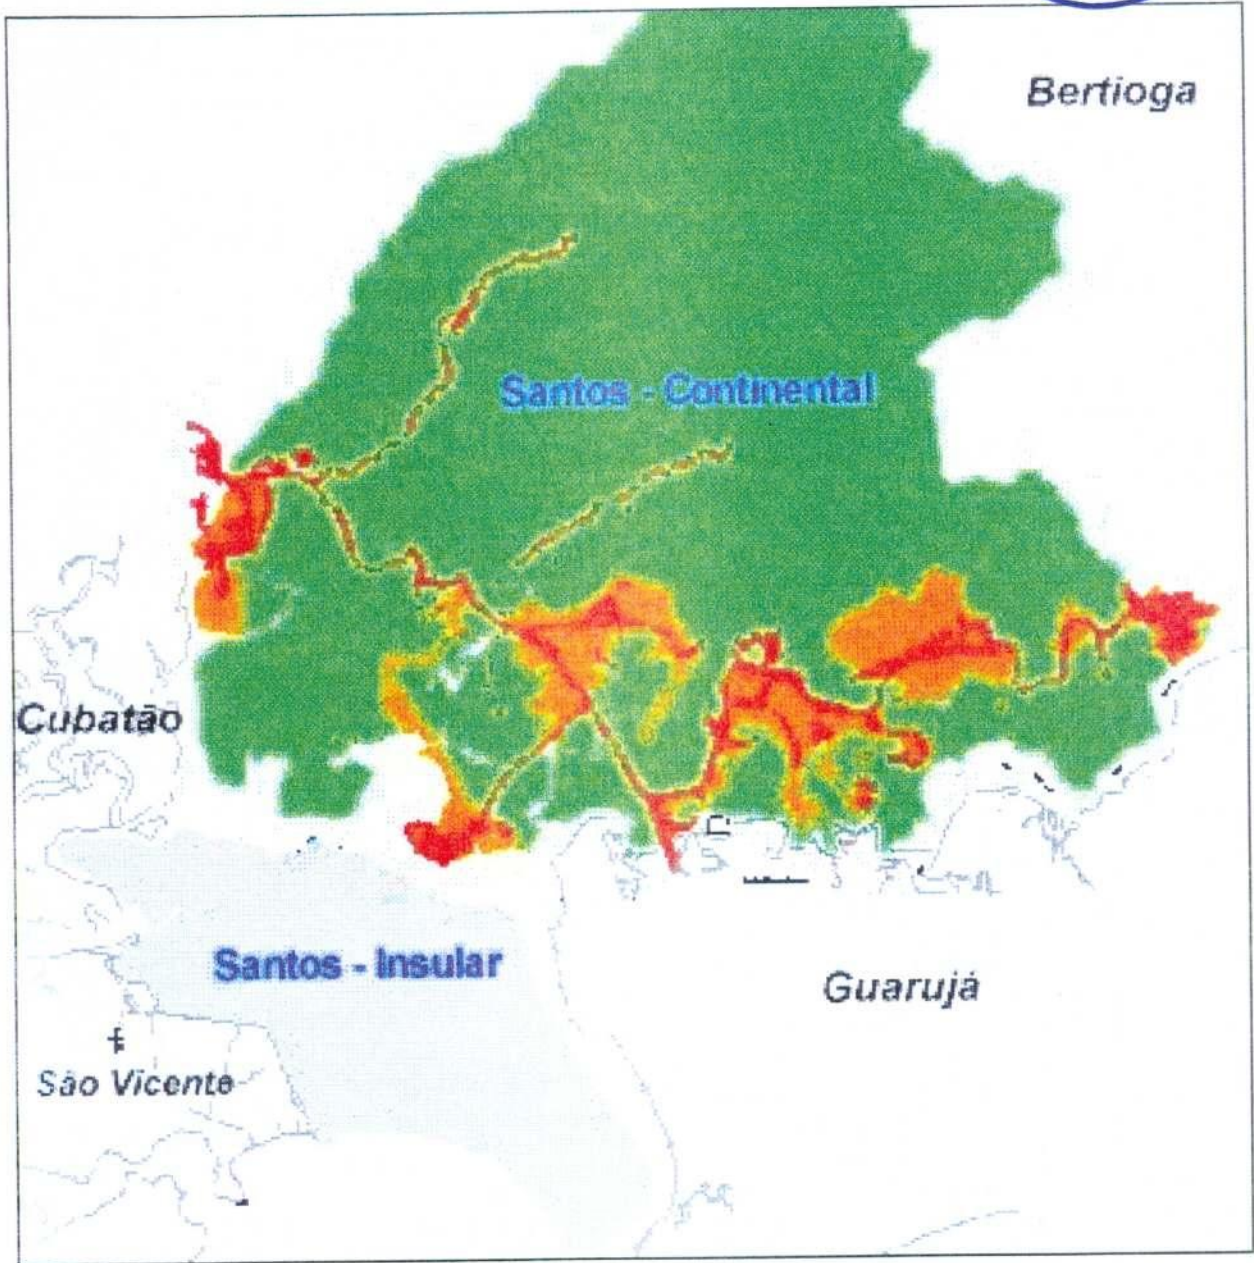 Bertioga
Santos - Continental
Cubatão
Santos - Insular
Guarujá
São Vicente